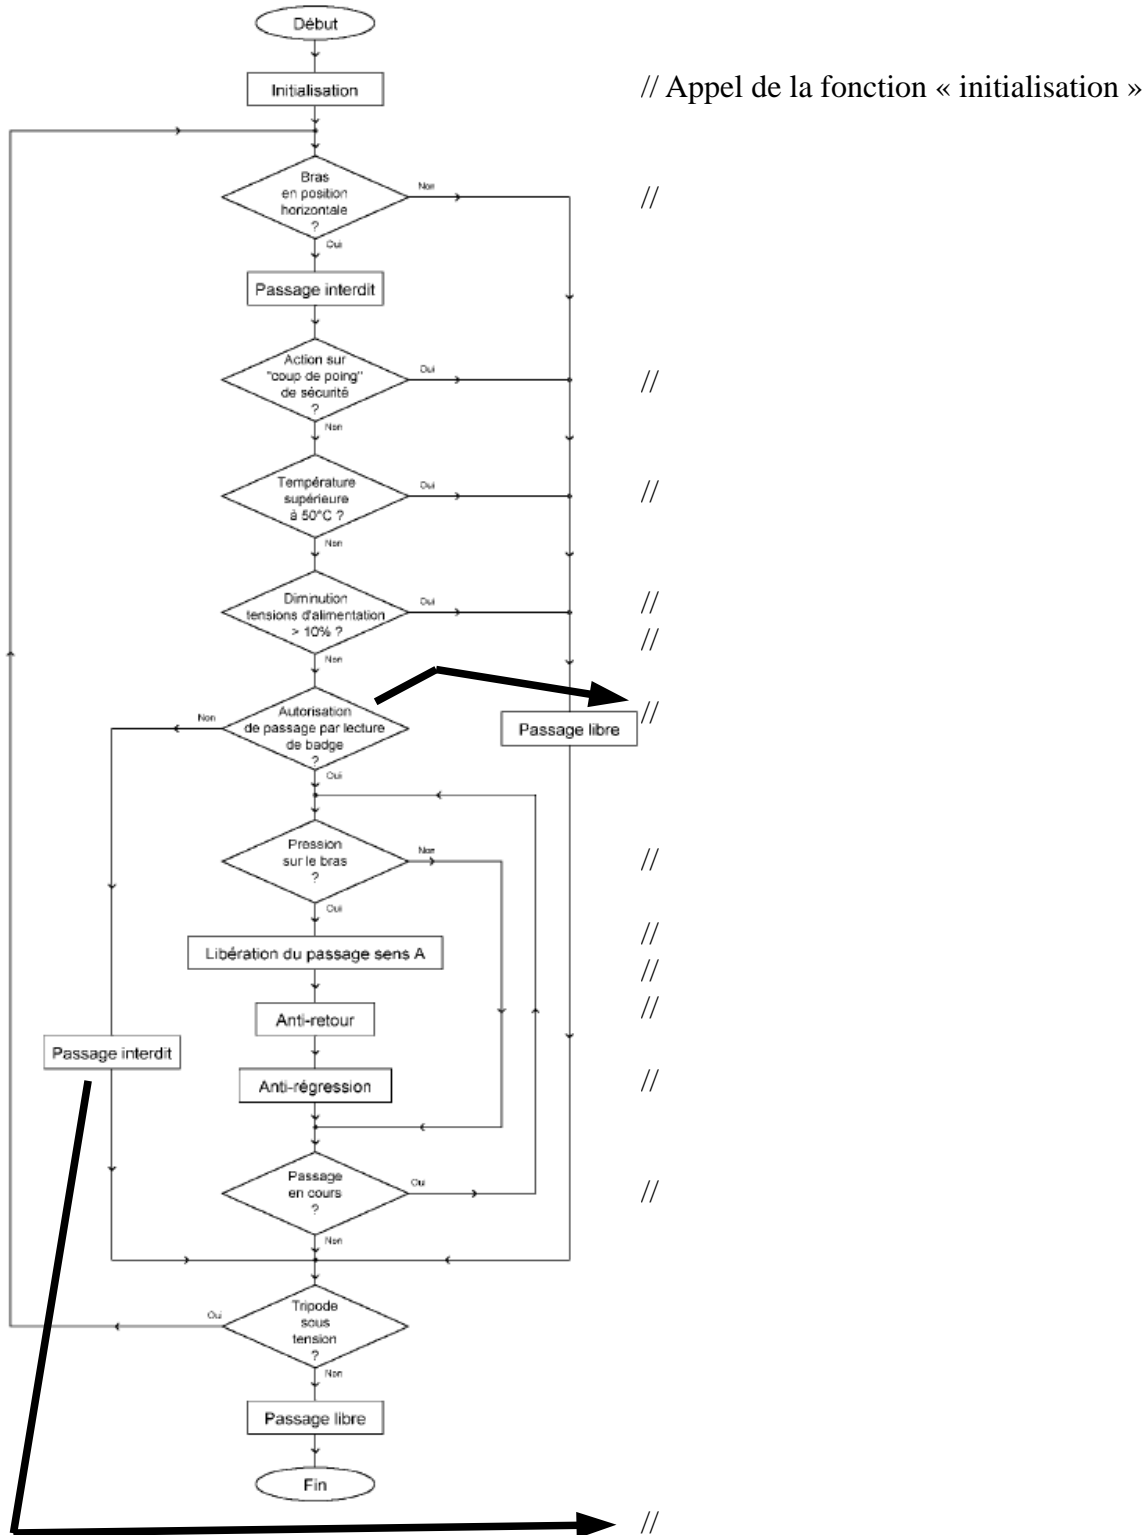 Début
Initialisation
// Appel de la fonction « initialisation »
Bras
en position
horizontale
?
Non
//
Oui
Passage interdit
Action sur
"coup de poing"
de sécurité
?
Oui
//
Non
Température
supérieure
à 50°C ?
Oui
//
Non
Diminution
tensions d'alimentation
> 10% ?
Oui
//
//
Non
Autorisation
de passage par lecture
de badge
?
Non
Passage libre
//
Oui
Pression
sur le bras
?
Non
//
Oui
Libération du passage sens A
//
//
Anti-retour
//
Passage interdit
Anti-régression
//
Passage
en cours
?
Oui
//
Non
Tripode
sous
tension
?
Oui
Non
Passage libre
Fin
//